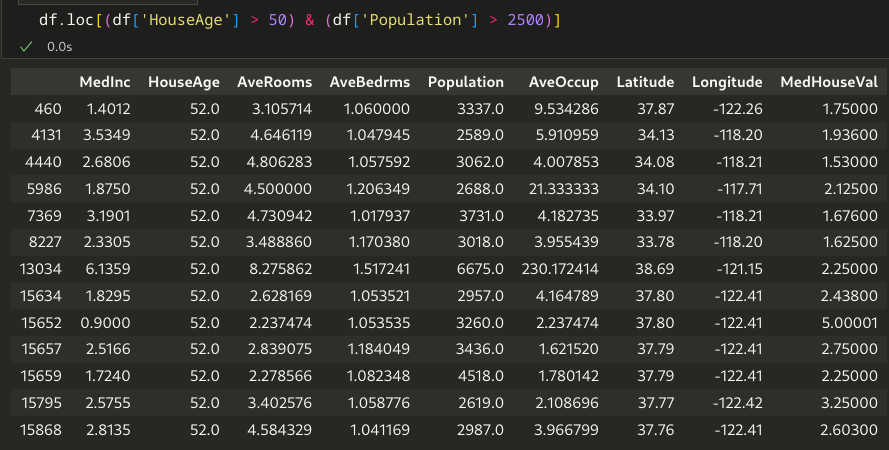 df.loc[(df['HouseAge'] > 50) & (df['Population'] > 2500)]
✓ 0.0s
MedInc HouseAge AveRooms AveBedrms Population AveOccup Latitude Longitude MedHouseVal
460 1.4012 52.0 3.105714 1.060000 3337.0 9.534286 37.87 -122.26 1.75000
4131 3.5349 52.0 4.646119 1.047945 2589.0 5.910959 34.13 -118.20 1.93600
4440 2.6806 52.0 4.806283 1.057592 3062.0 4.007853 34.08 -118.21 1.53000
5986 1.8750 52.0 4.500000 1.206349 2688.0 21.333333 34.10 -117.71 2.12500
7369 3.1901 52.0 4.730942 1.017937 3731.0 4.182735 33.97 -118.21 1.67600
8227 2.3305 52.0 3.488860 1.170380 3018.0 3.955439 33.78 -118.20 1.62500
13034 6.1359 52.0 8.275862 1.517241 6675.0 230.172414 38.69 -121.15 2.25000
15634 1.8295 52.0 2.628169 1.053521 2957.0 4.164789 37.80 -122.41 2.43800
15652 0.9000 52.0 2.237474 1.053535 3260.0 2.237474 37.80 -122.41 5.00001
15657 2.5166 52.0 2.839075 1.184049 3436.0 1.621520 37.79 -122.41 2.75000
15659 1.7240 52.0 2.278566 1.082348 4518.0 1.780142 37.79 -122.41 2.25000
15795 2.5755 52.0 3.402576 1.058776 2619.0 2.108696 37.77 -122.42 3.25000
15868 2.8135 52.0 4.584329 1.041169 2987.0 3.966799 37.76 -122.41 2.60300